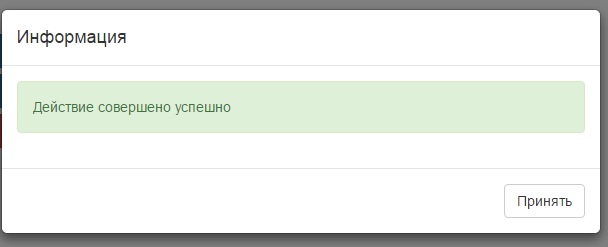 Информация
Действие совершено успешно
Принять